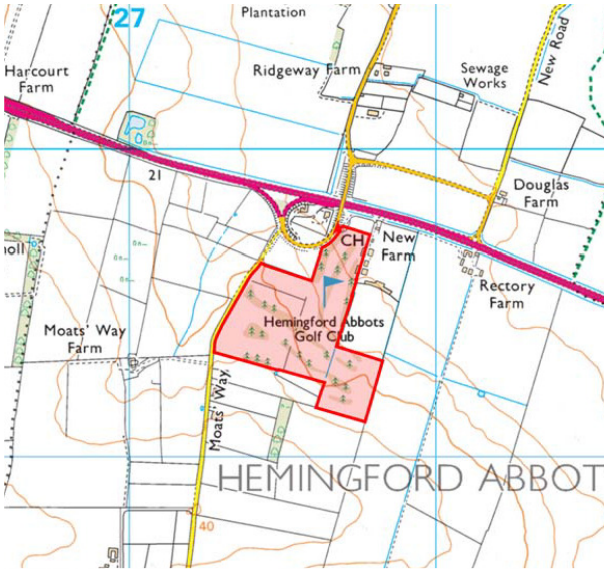 27
Plantation
Harcourt
Farm
Ridgeway Farm
Sewage
Works
New Road
21
Douglas
Farm
noll
CH
New
Farm
Rectory
Farm
Hemingford Abbots
Golf Club
Moats' Way
Farm
Moats' Way
HEMINGFORD ABBOT
40